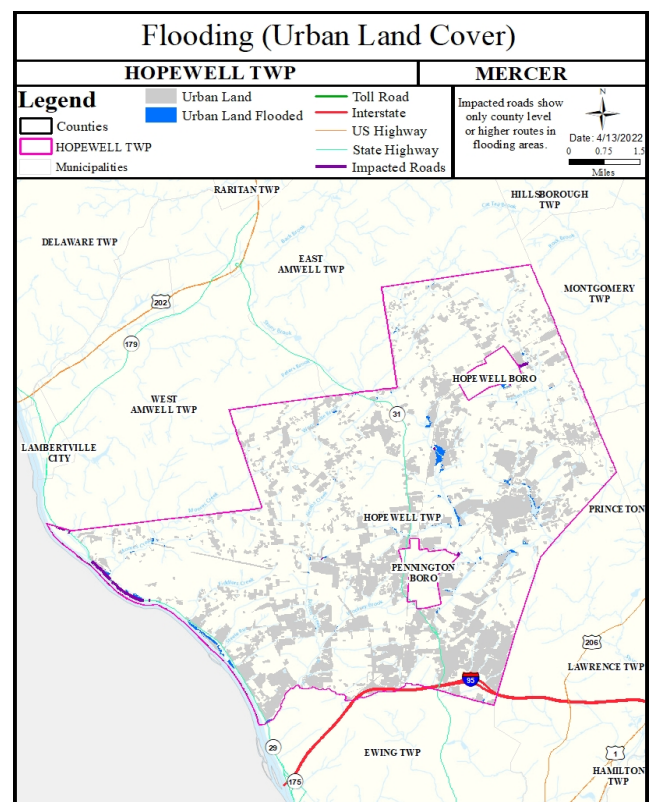 Flooding (Urban Land Cover)
HOPEWELL TWP
MERCER
Legend
Counties
HOPEWELL TWP
Municipalities
Urban Land
Urban Land Flooded
Toll Road
Interstate
US Highway
State Highway
Impacted Roads
Impacted roads show
only county level
or higher routes in
flooding areas.
N
Date: 4/13/2022
0 0.75 1.5
Miles
RARITAN TWP
HILLSBOROUGH
TWP
DELAWARE TWP
EAST
AMWELL TWP
MONTGOMERY
TWP
202
179
HOPEWELL BORO
WEST
AMWELL TWP
31
LAMBERTVILLE
CITY
HOPEWELL TWP
PRINCETON
PENNINGTON
BORO
206
LAWRENCE TWP
95
29
EWING TWP
1
HAMILTON
TWP
175